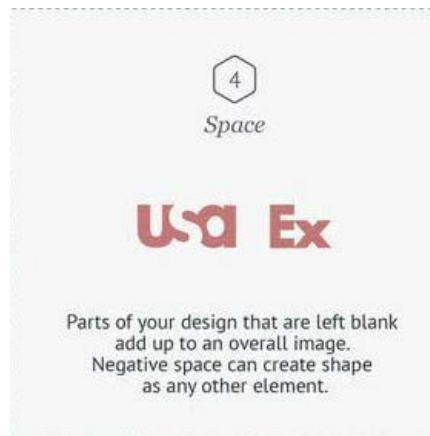 4
Space
usa Ex
Parts of your design that are left blank
add up to an overall image.
Negative space can create shape
as any other element.